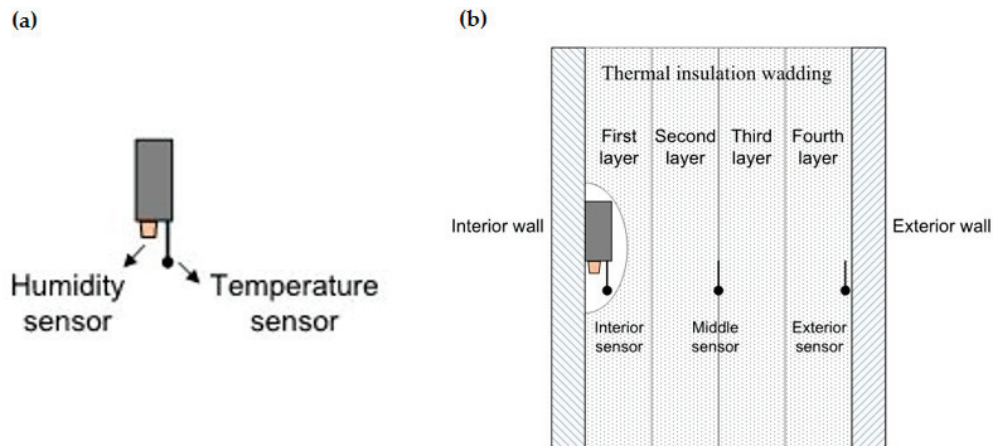 (a)
Humidity
sensor
Temperature
sensor
(b)
Thermal insulation wadding
First
layer
Second
layer
Third
layer
Fourth
layer
Interior wall
Exterior wall
Interior
sensor
Middle
sensor
Exterior
sensor